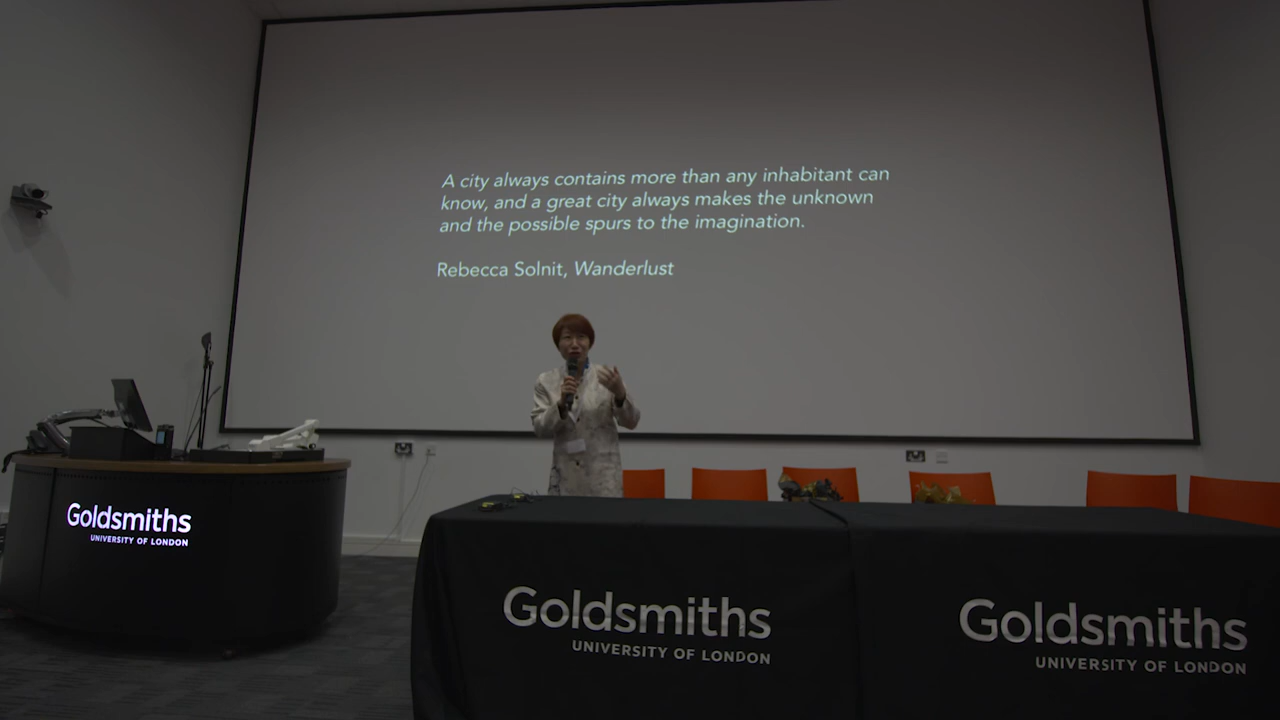 A city always contains more than any inhabitant can
know, and a great city always makes the unknown
and the possible spurs to the imagination.
Rebecca Solnit, Wanderlust
Goldsmiths
UNIVERSITY OF LONDON
Goldsmiths
UNIVERSITY OF LONDON
Goldsmiths
UNIVERSITY OF LONDON